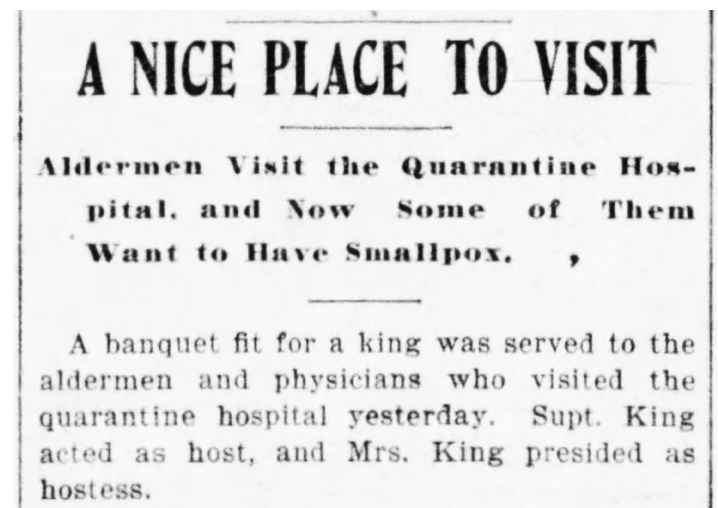 A NICE PLACE TO VISIT
Aldermen Visit the Quarantine Hos-
pital, and Now Some of Them
Want to Have Smallpox.
A banquet fit for a king was served to the
aldermen and physicians who visited the
quarantine hospital yesterday. Supt. King
acted as host, and Mrs. King presided as
hostess.